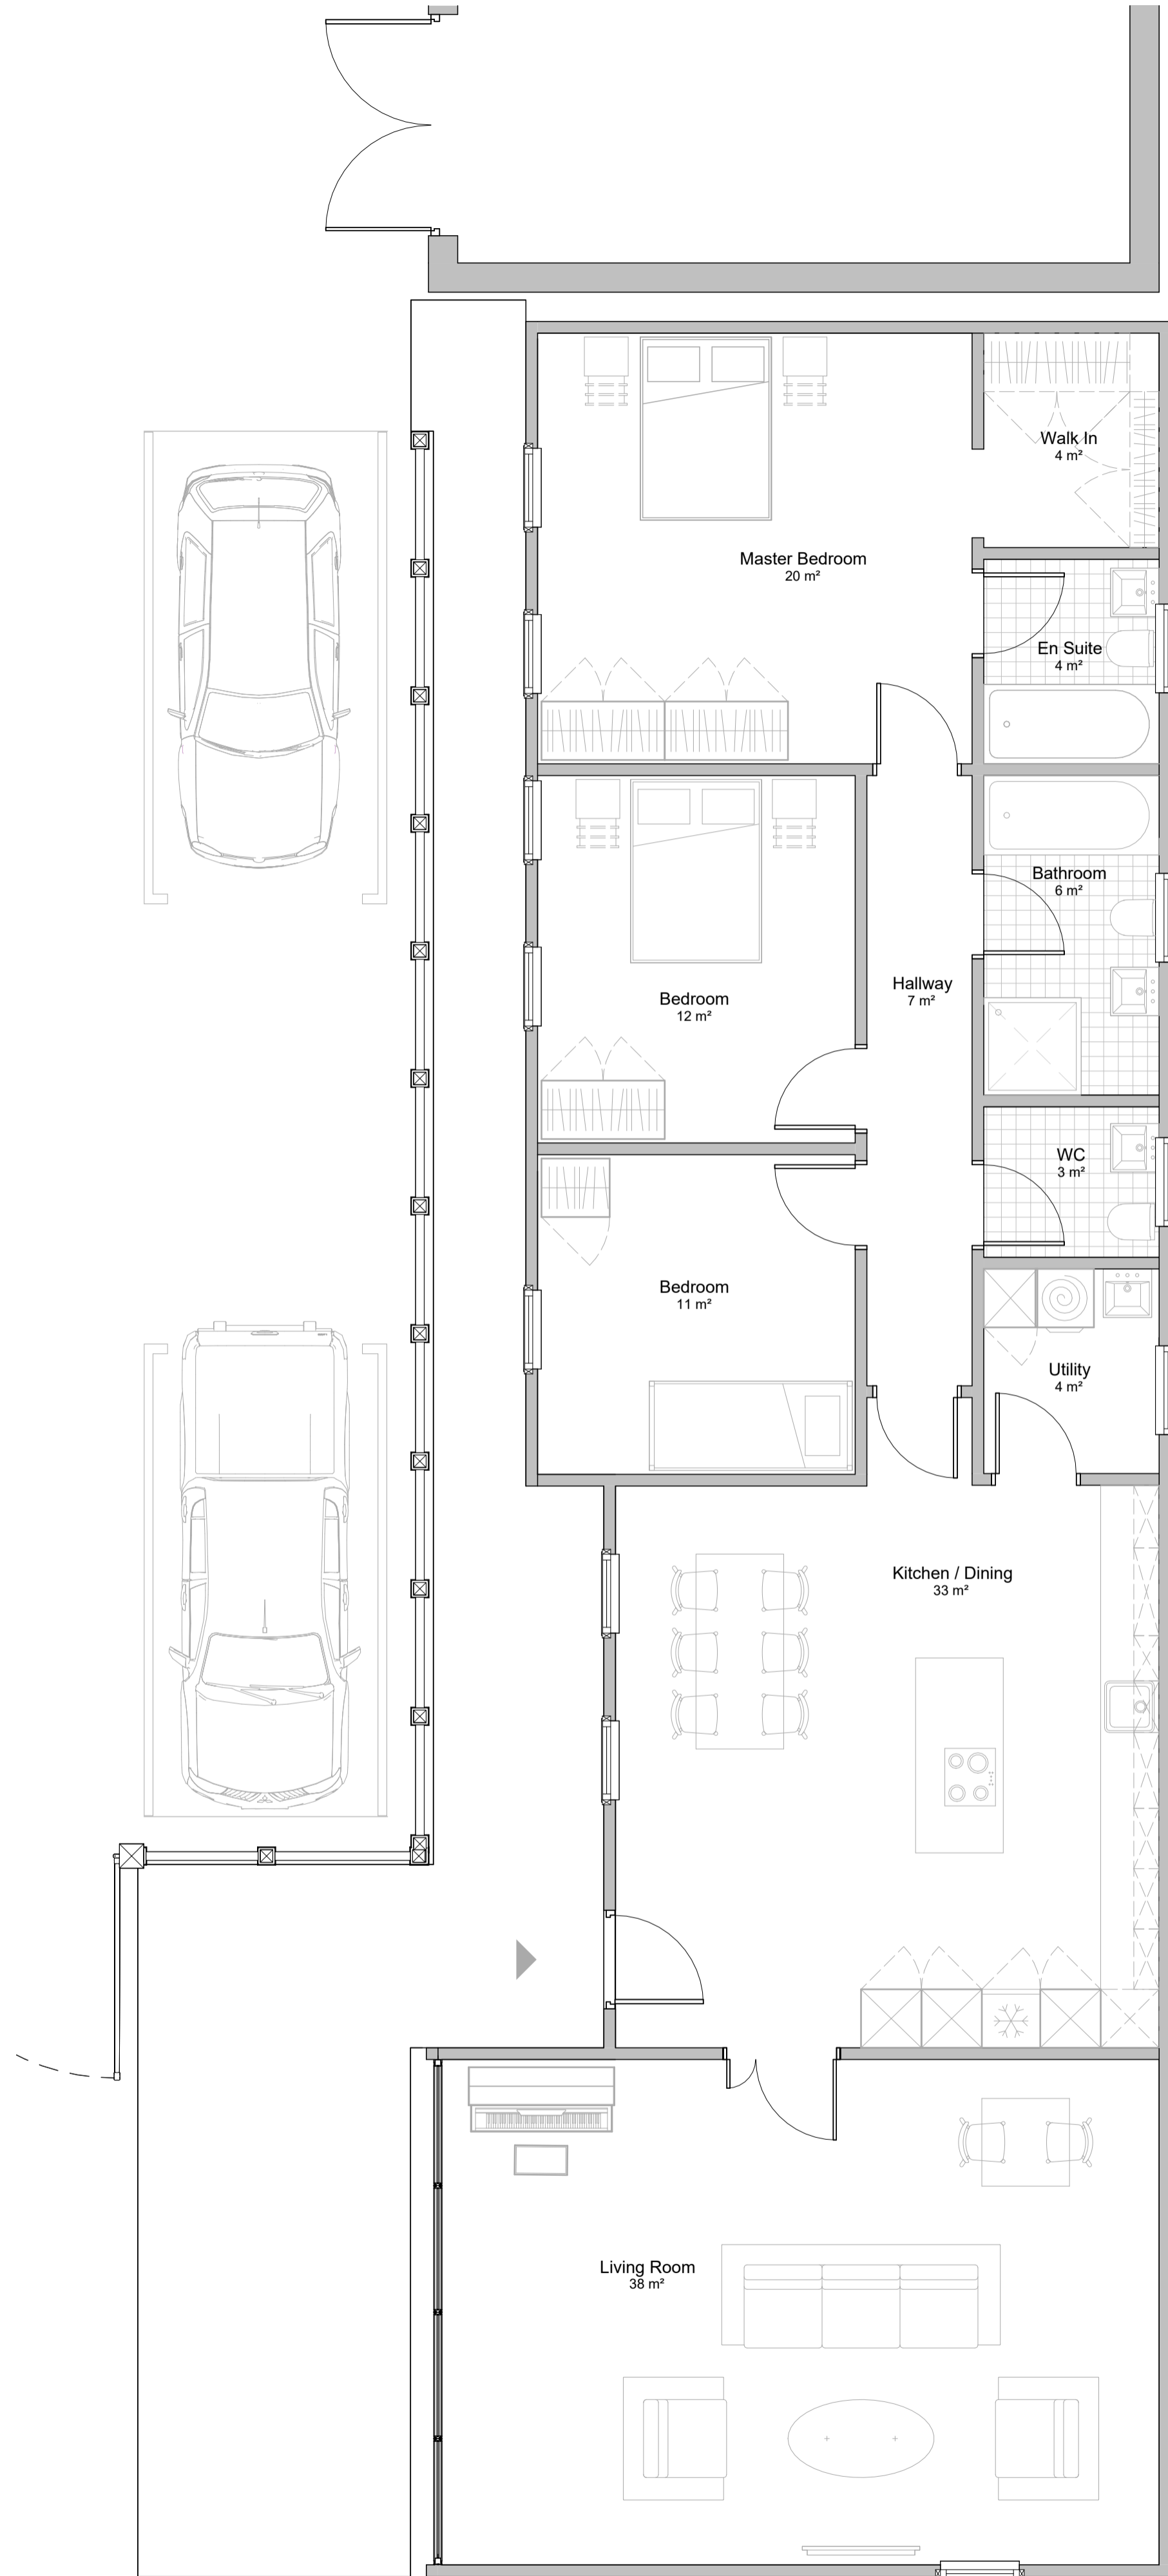 Walk In
4 m²
Master Bedroom
20 m²
En Suite
4 m²
Bathroom
6 m²
Hallway
7 m²
Bedroom
12 m²
WC
3 m²
Bedroom
11 m²
Utility
4 m²
Kitchen / Dining
33 m²
Living Room
38 m²